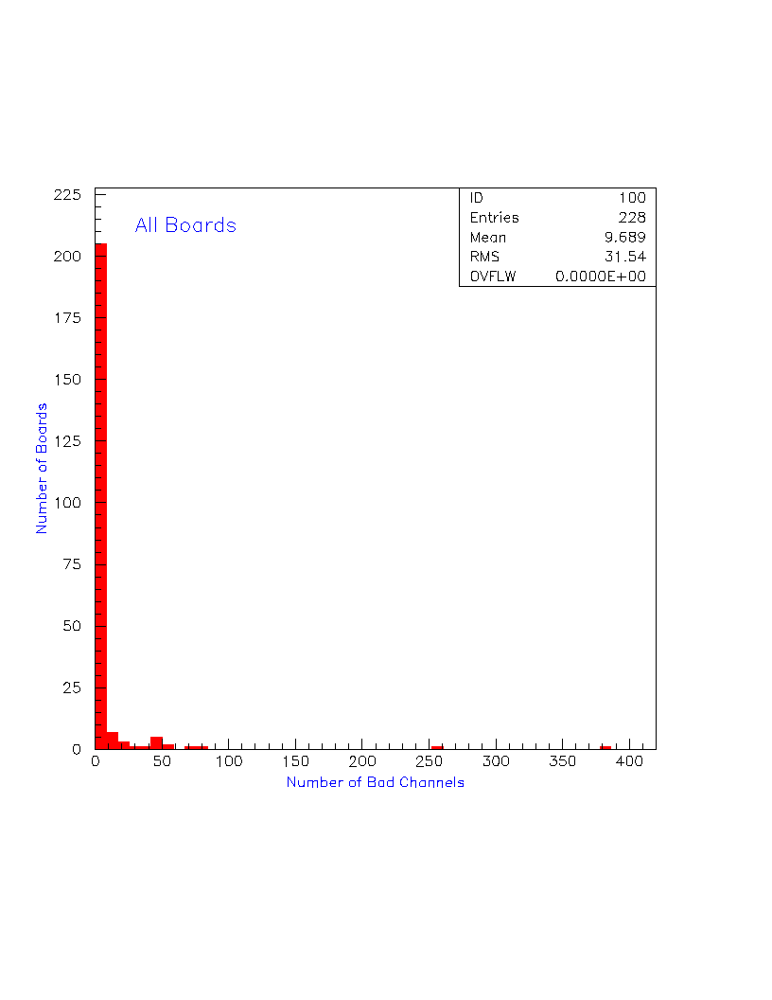 All Boards
ID 100
Entries 228
Mean 9.689
RMS 31.54
OVFLW 0.0000E+00
225
200
175
150
125
100
75
50
25
0
Number of Boards
0 50 100 150 200 250 300 350 400
Number of Bad Channels